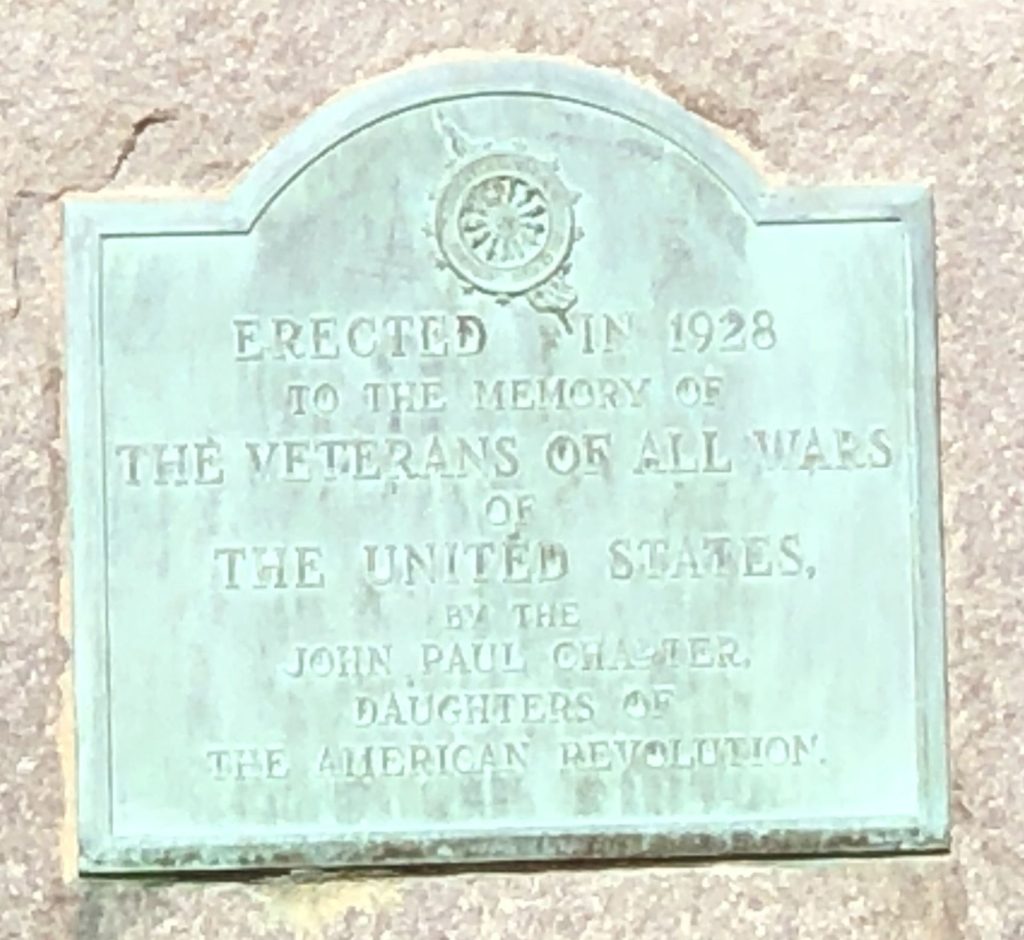 ERECTED IN 1928
TO THE MEMORY OF
THE VETERANS OF ALL WARS
OF
THE UNITED STATES,
BY THE
JOHN PAUL CHAPTER,
DAUGHTERS OF
THE AMERICAN REVOLUTION.